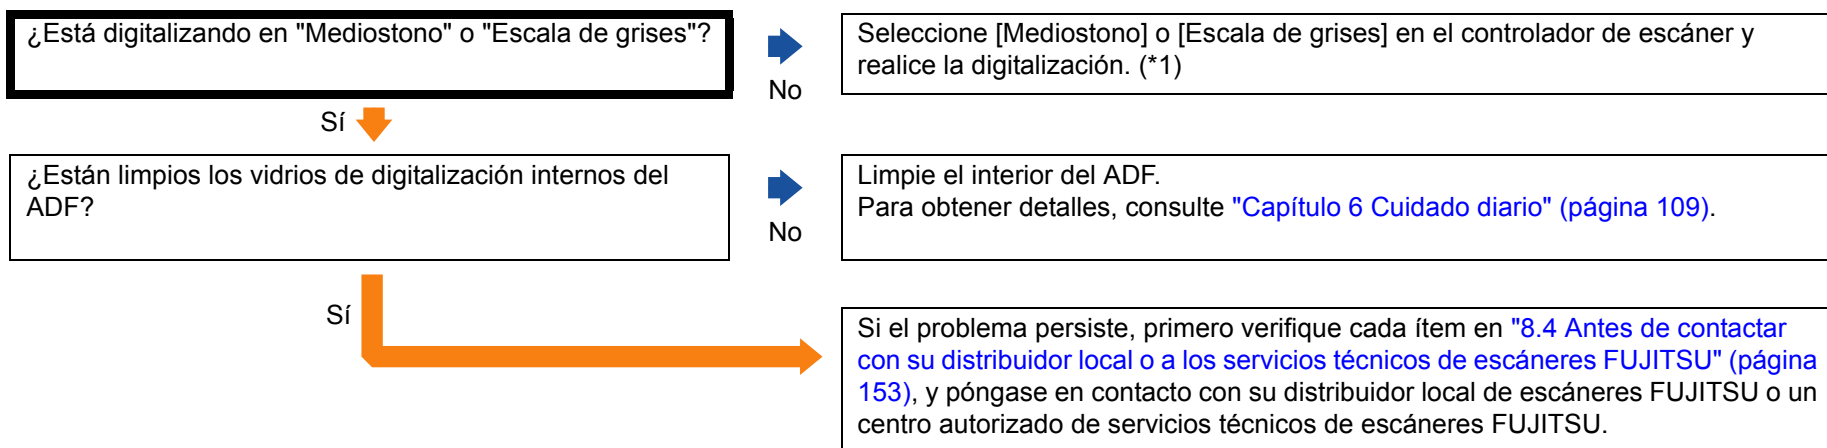 ¿Está digitalizando en "Mediostono" o "Escala de grises"?
Seleccione [Mediostono] o [Escala de grises] en el controlador de escáner y
realice la digitalización. (*1)
No
Sí
¿Están limpios los vidrios de digitalización internos del
ADF?
Limpie el interior del ADF.
Para obtener detalles, consulte "Capítulo 6 Cuidado diario" (página 109).
No
Sí
Si el problema persiste, primero verifique cada ítem en "8.4 Antes de contactar
con su distribuidor local o a los servicios técnicos de escáneres FUJITSU" (página
153), y póngase en contacto con su distribuidor local de escáneres FUJITSU o un
centro autorizado de servicios técnicos de escáneres FUJITSU.